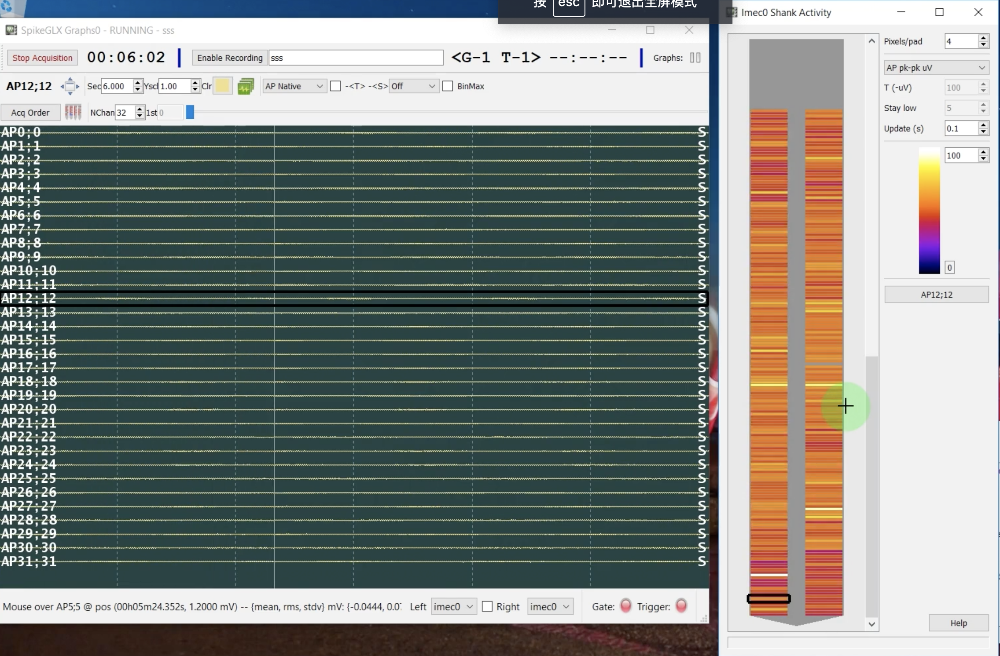 按 esc 即可退出全屏模式
SpikeGLX Graphs0 - RUNNING - sss
Stop Acquisition 00:06:02 Enable Recording sss <G-1 T-1> --:--:-- Graphs:
AP12;12 Sec 6.000 Yscl 1.00 Clr AP Native -<T> -<S> Off BinMax
Acq Order NChan 32 1st 0
AP0;0 S
AP1;1 S
AP2;2 S
AP3;3 S
AP4;4 S
AP5;5 S
AP6;6 S
AP7;7 S
AP8;8 S
AP9;9 S
AP10;10 S
AP11;11 S
AP12;12 S
AP13;13 S
AP14;14 S
AP15;15 S
AP16;16 S
AP17;17 S
AP18;18 S
AP19;19 S
AP20;20 S
AP21;21 S
AP22;22 S
AP23;23 S
AP24;24 S
AP25;25 S
AP26;26 S
AP27;27 S
AP28;28 S
AP29;29 S
AP30;30 S
AP31;31 S
Mouse over AP5;5 @ pos (00h05m24.352s, 1.2000 mV) -- {mean, rms, stdv} mV: {-0.0444, 0.0 Left imec0 Right imec0 Gate: Trigger:
Imec0 Shank Activity
Pixels/pad 4
AP pk-pk uV
T (-uV) 100
Stay low 5
Update (s) 0.1
100
0
AP12;12
Help